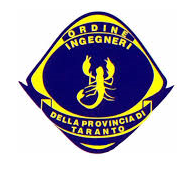 ORDINE
INGEGNERI
DELLA PROVINCIA DI
TARANTO